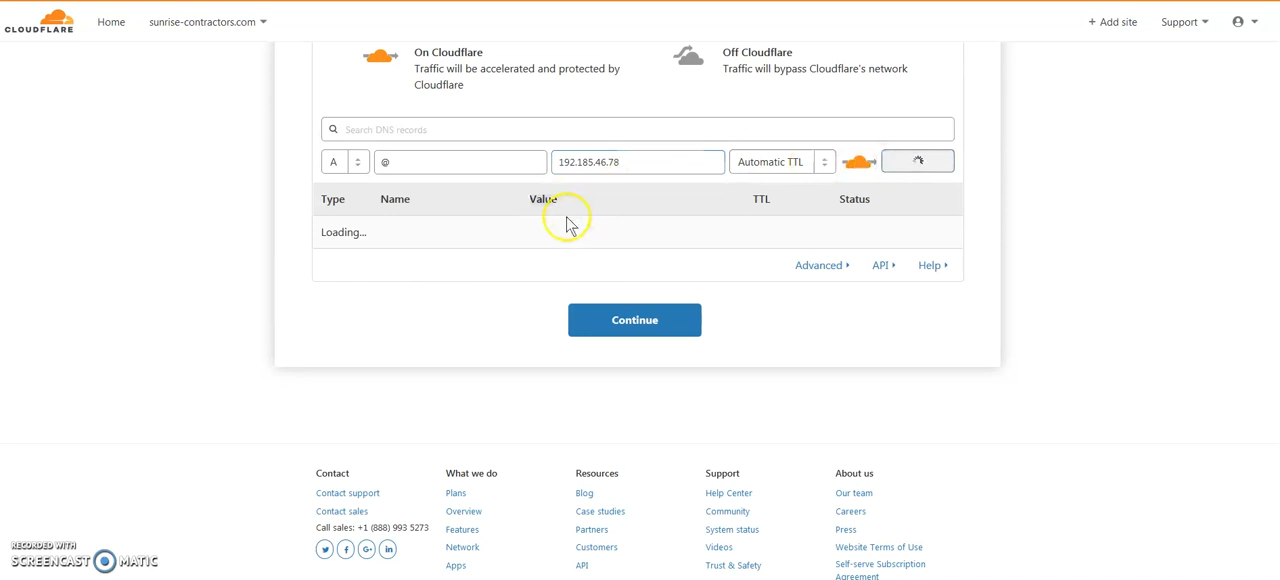 CLOUDFLARE
Home
sunrise-contractors.com
+ Add site
Support
On Cloudflare
Traffic will be accelerated and protected by
Cloudflare
Off Cloudflare
Traffic will bypass Cloudflare's network
Search DNS records
A
@
192.185.46.78
Automatic TTL
Type Name Value TTL Status
Loading...
Advanced API Help
Continue
Contact
Contact support
Contact sales
Call sales: +1 (888) 993 5273
What we do
Plans
Overview
Features
Network
Apps
Resources
Blog
Case studies
Partners
Customers
API
Support
Help Center
Community
System status
Videos
Trust & Safety
About us
Our team
Careers
Press
Website Terms of Use
Self-serve Subscription
Agreement
RECORDED WITH
SCREENCAST MATIC